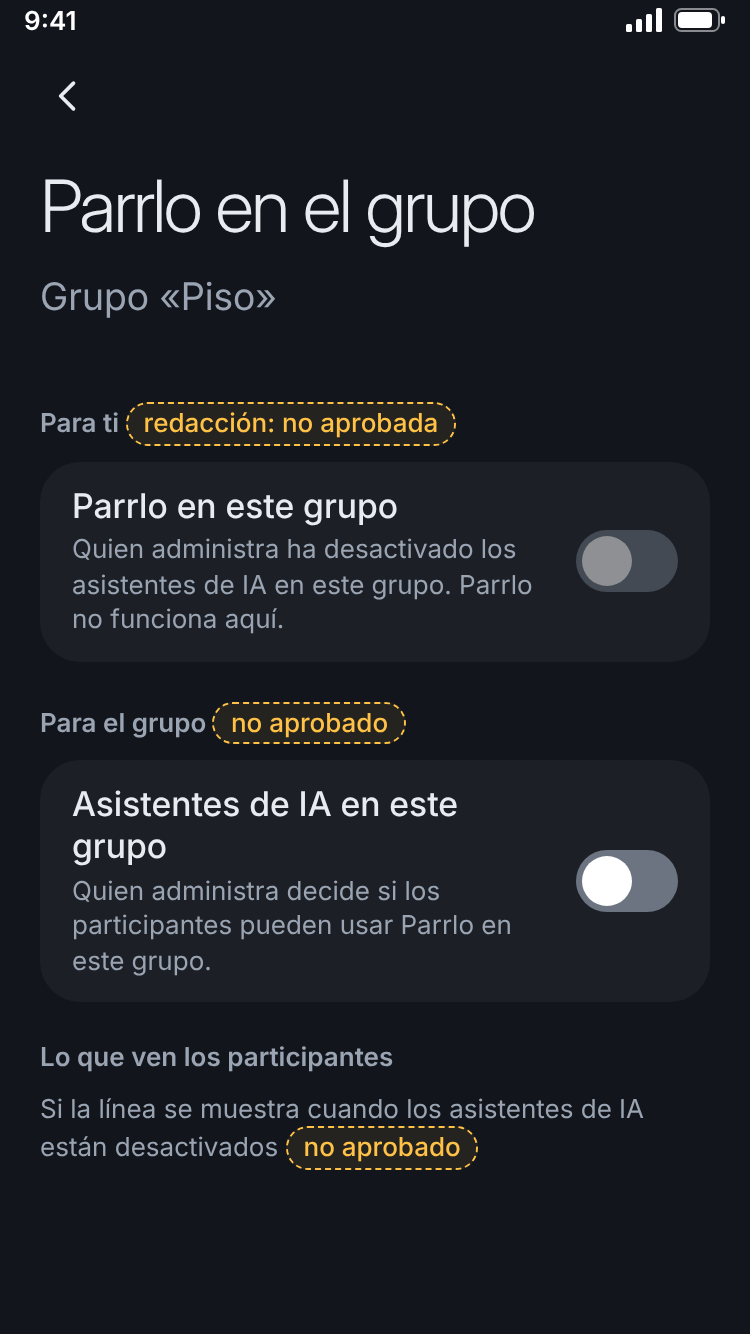 9:41
Parrlo en el grupo
Grupo «Piso»
Para ti redacción: no aprobada
Parrlo en este grupo
Quien administra ha desactivado los
asistentes de IA en este grupo. Parrlo
no funciona aquí.
Para el grupo no aprobado
Asistentes de IA en este
grupo
Quien administra decide si los
participantes pueden usar Parrlo en
este grupo.
Lo que ven los participantes
Si la línea se muestra cuando los asistentes de IA
están desactivados no aprobado